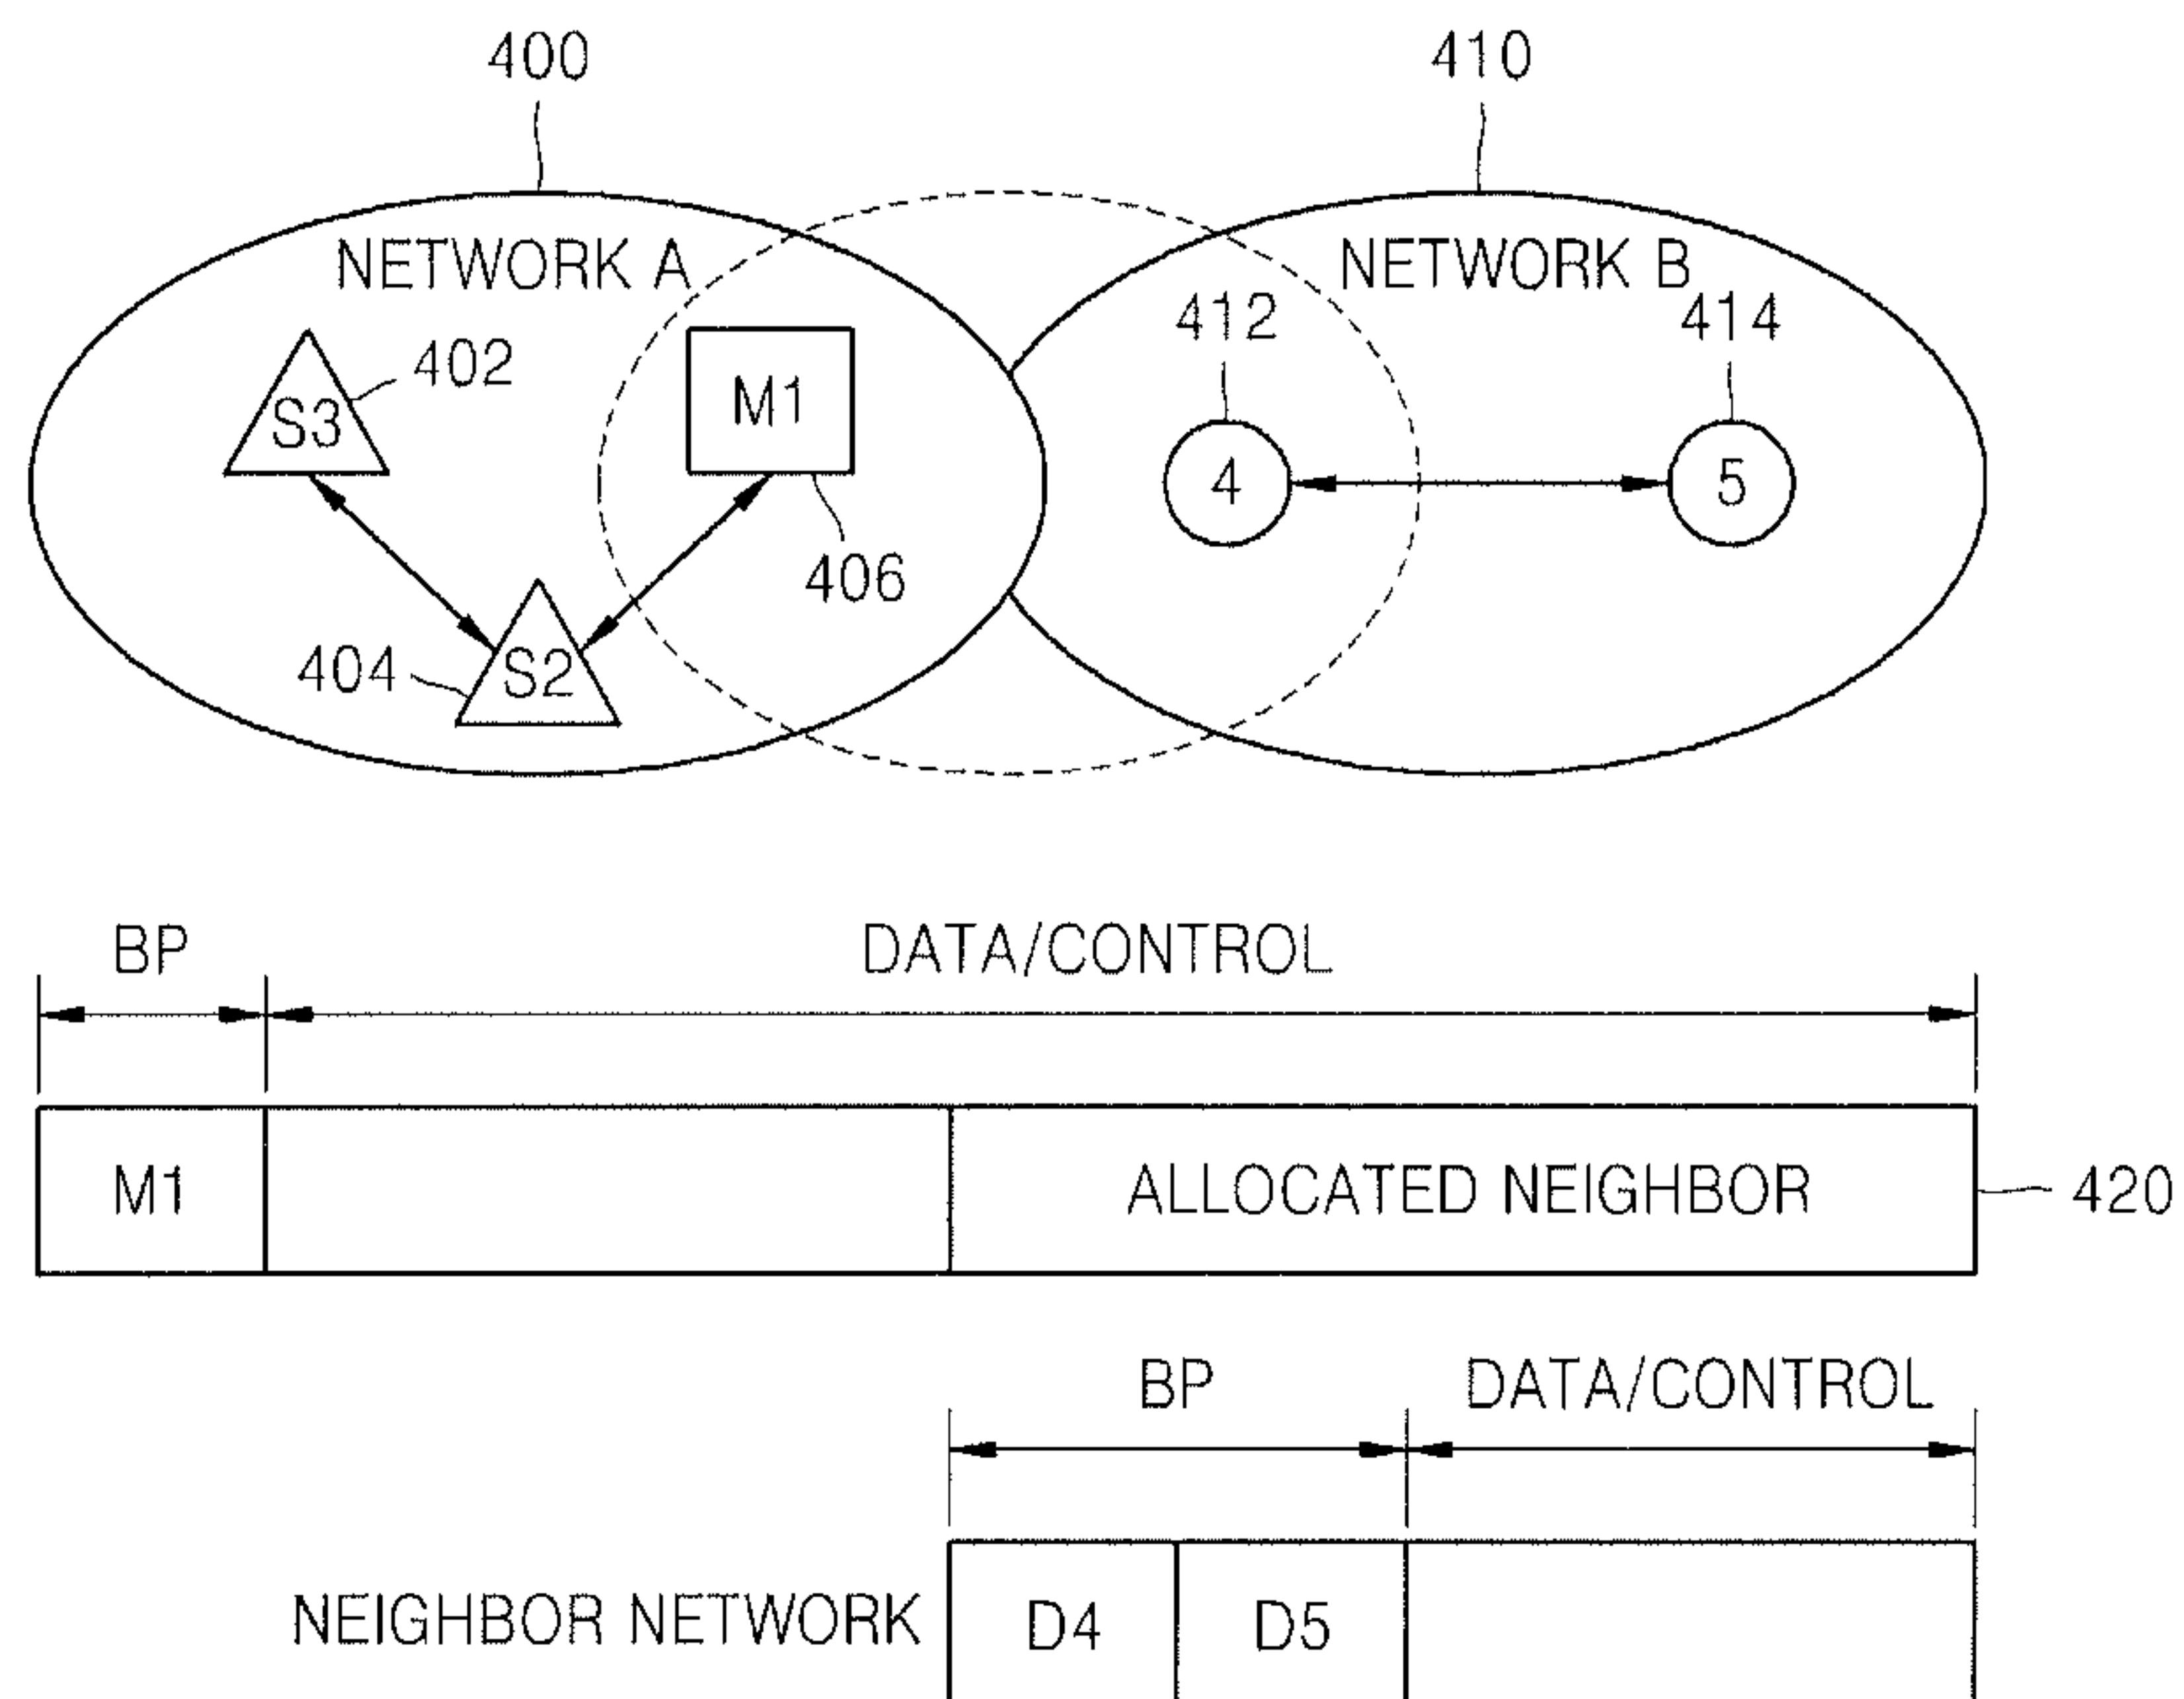 400
410
NETWORK A
NETWORK B
412
414
402
S3
M1
4
5
406
404
S2
BP
DATA/CONTROL
M1
ALLOCATED NEIGHBOR
420
BP
DATA/CONTROL
NEIGHBOR NETWORK
D4
D5